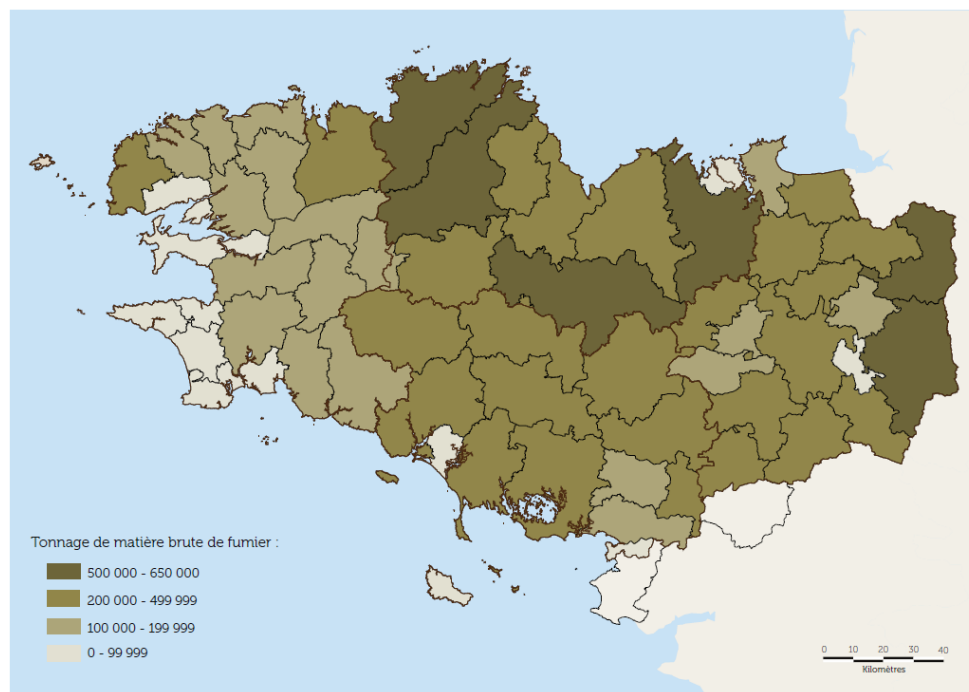 Tonnage de matière brute de fumier :
500 000 - 650 000
200 000 - 499 999
100 000 - 199 999
0 - 99 999
0 10 20 30 40
Kilomètres